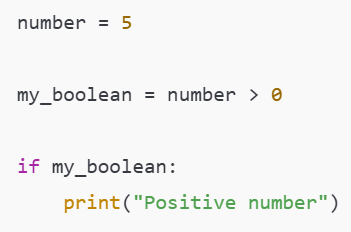 number = 5
my_boolean = number > 0
if my_boolean:
    print("Positive number")